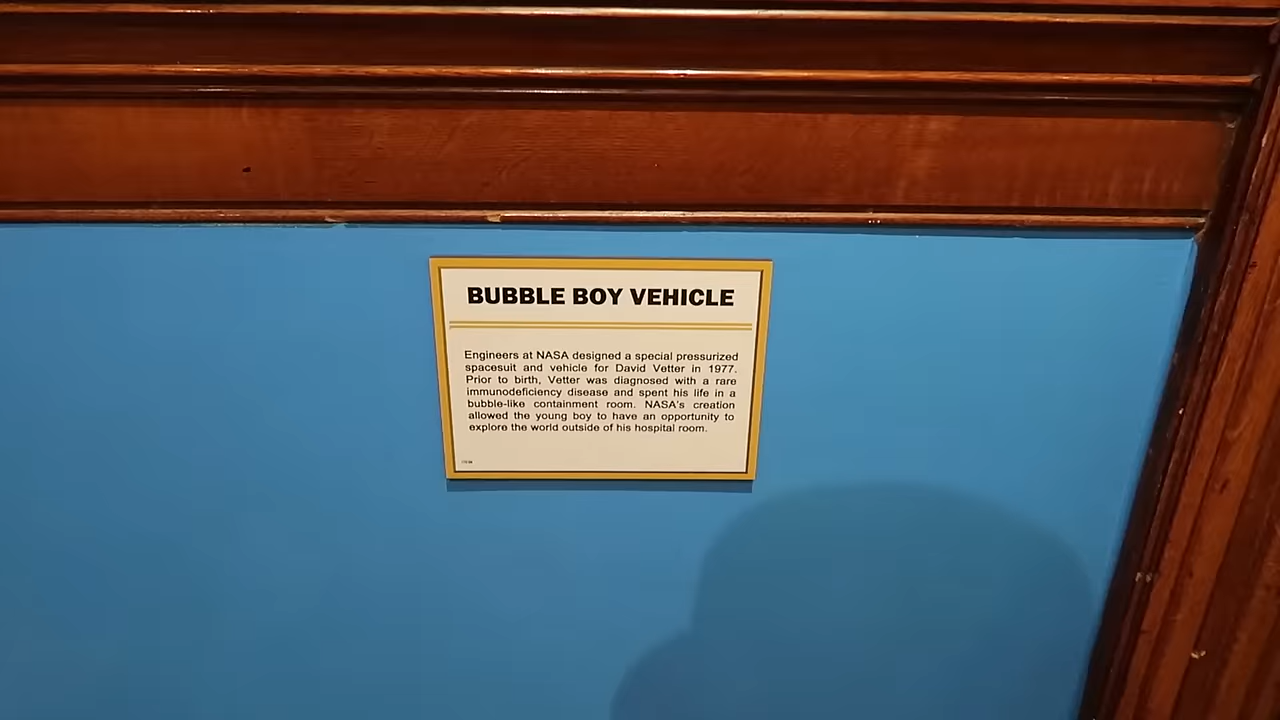 BUBBLE BOY VEHICLE
Engineers at NASA designed a special pressurized
spacesuit and vehicle for David Vetter in 1977.
Prior to birth, Vetter was diagnosed with a rare
immunodeficiency disease and spent his life in a
bubble-like containment room. NASA's creation
allowed the young boy to have an opportunity to
explore the world outside of his hospital room.